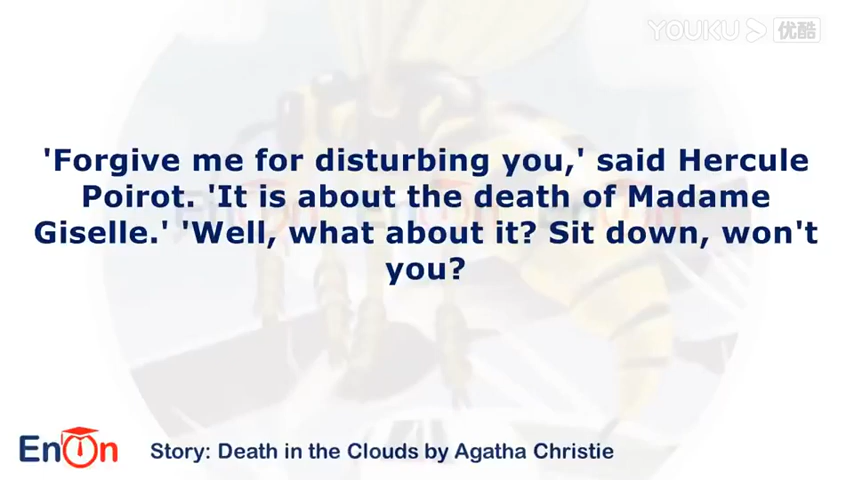 YOUKU 优酷
'Forgive me for disturbing you,' said Hercule
Poirot. 'It is about the death of Madame
Giselle.' 'Well, what about it? Sit down, won't
you?
EnOn
Story: Death in the Clouds by Agatha Christie